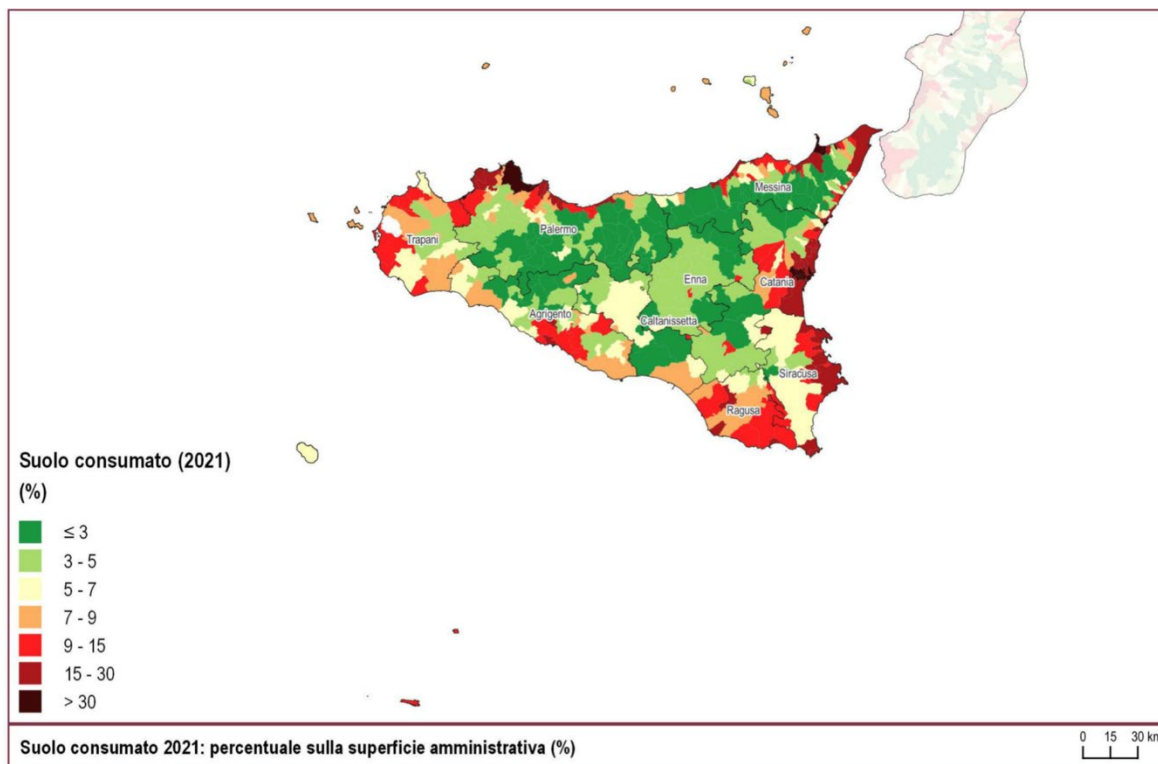 Messina
Palermo
Trapani
Enna
Catania
Agrigento
Caltanissetta
Siracusa
Ragusa
Suolo consumato (2021)
(%)
≤ 3
3 - 5
5 - 7
7 - 9
9 - 15
15 - 30
> 30
Suolo consumato 2021: percentuale sulla superficie amministrativa (%)
0 15 30 km